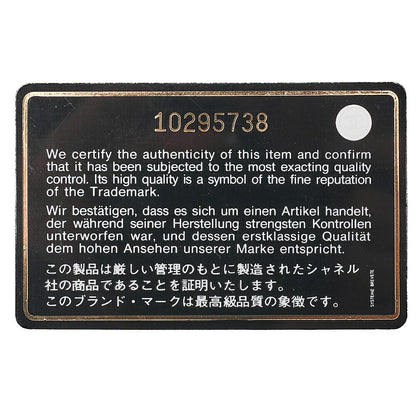 10295738
We certify the authenticity of this item and confirm
that it has been subjected to the most exacting quality
control. Its high quality is a symbol of the fine reputation
of the Trademark.
Wir bestätigen, dass es sich um einen Artikel handelt,
der während seiner Herstellung strengsten Kontrollen
unterworfen war, und dessen erstklassige Qualität
dem hohen Ansehen unserer Marke entspricht.
この製品は厳しい管理のもとに製造されたシャネル
社の商品であることを証明いたします。
このブランド・マークは最高級品質の象徴です。
SYSTEME BREVETE